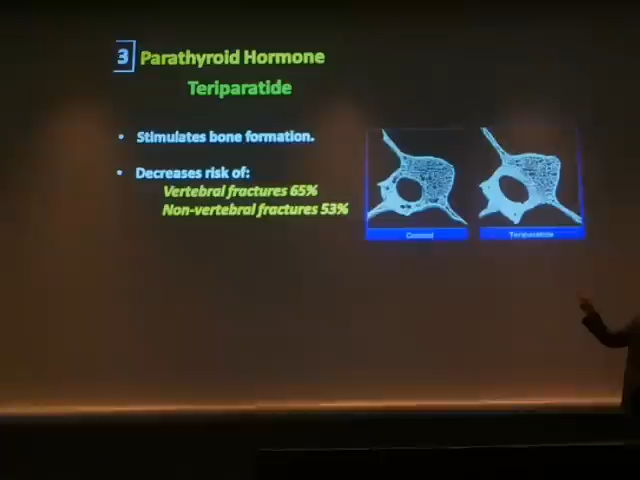 3 Parathyroid Hormone
Teriparatide
• Stimulates bone formation.
• Decreases risk of:
Vertebral fractures 65%
Non-vertebral fractures 53%
Control
Teriparatide